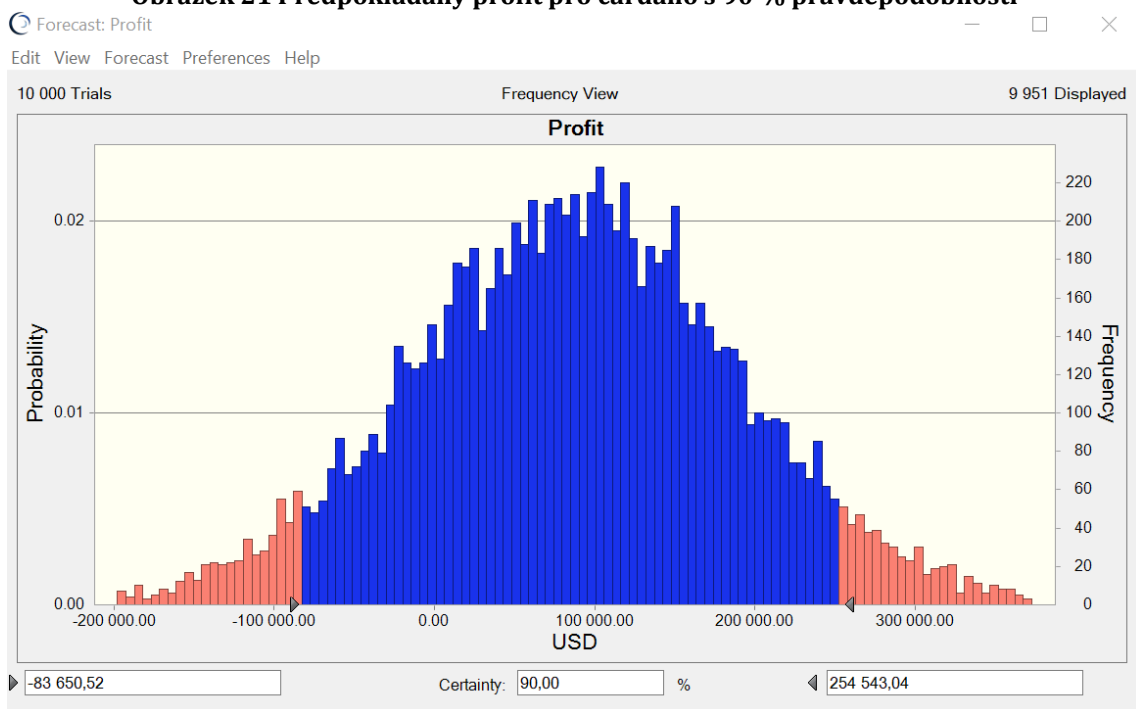 Obrázek 21 Předpokládaný profit pro cardano s 90 % pravděpodobností
Forecast: Profit
Edit View Forecast Preferences Help
10 000 Trials Frequency View 9 951 Displayed
Profit
220
0.02 200
180
160
140
120
0.01 100
80
60
40
20
0.00 0
Probability
Frequency
-200 000.00 -100 000.00 0.00 100 000.00 200 000.00 300 000.00
USD
-83 650,52 Certainty: 90,00 % 254 543,04